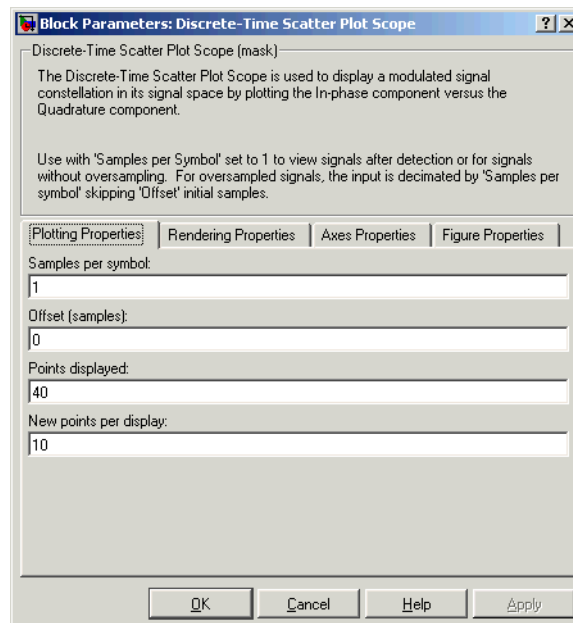 Block Parameters: Discrete-Time Scatter Plot Scope
Discrete-Time Scatter Plot Scope (mask)
The Discrete-Time Scatter Plot Scope is used to display a modulated signal
constellation in its signal space by plotting the In-phase component versus the
Quadrature component.
Use with 'Samples per Symbol' set to 1 to view signals after detection or for signals
without oversampling. For oversampled signals, the input is decimated by 'Samples per
symbol' skipping 'Offset' initial samples.
Plotting Properties Rendering Properties Axes Properties Figure Properties
Samples per symbol:
1
Offset (samples):
0
Points displayed:
40
New points per display:
10
OK Cancel Help Apply